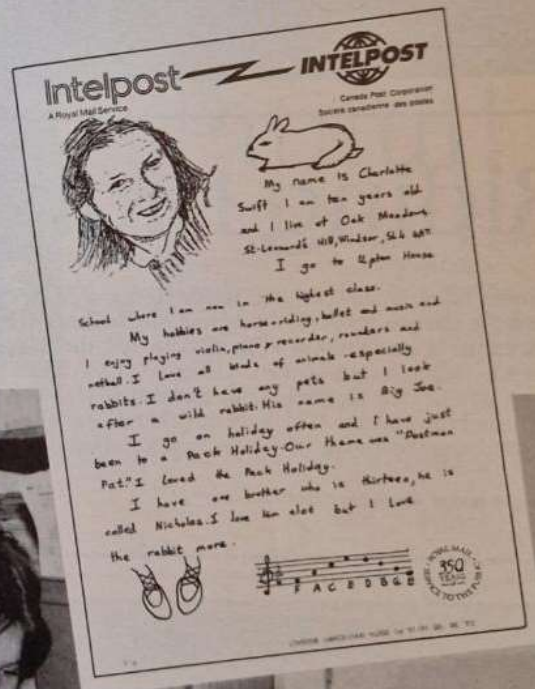 Intelpost
A Royal Mail Service
INTELPOST
Canada Post Corporation
Société canadienne des postes
My name is Charlotte
Swift I am ten years old
and I live at Oak Meadow,
St-Leonard's Hill, Windsor, SL4
I go to Upton House
School where I am now in the highest class.
My hobbies are horse-riding, ballet and music and
I enjoy playing violin, piano, recorder, rounders and
netball. I love all kinds of animals especially
rabbits. I don't have any pets but I look
after a wild rabbit. His name is Big Joe.
I go on holiday often and I have just
been to a Pack Holiday. Our theme was "Postman
Pat." I loved the Pack Holiday.
I have one brother who is thirteen, he is
called Nicholas. I love him alot but I love
the rabbit more.
F A C E D B G
ROYAL MAIL
350
YEARS
SERVICE TO THE PUBLIC